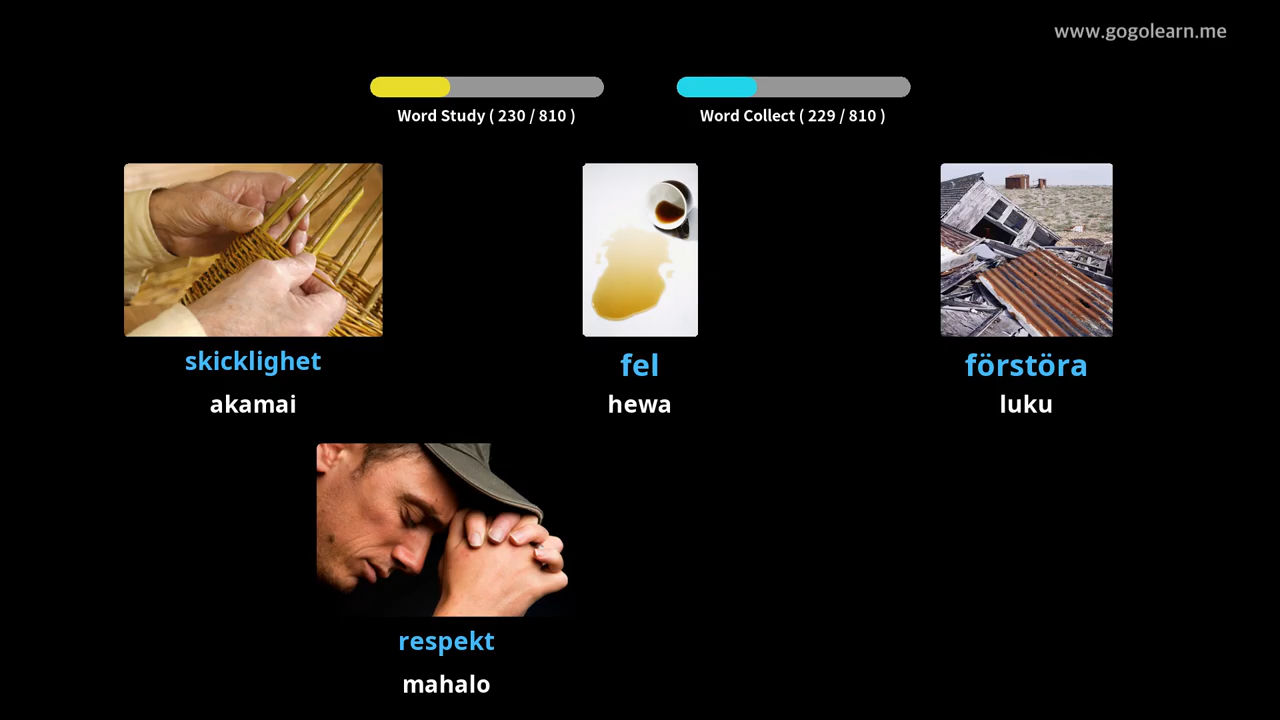 www.gogolearn.me
Word Study ( 230 / 810 )
Word Collect ( 229 / 810 )
skicklighet
akamai
fel
hewa
förstöra
luku
respekt
mahalo